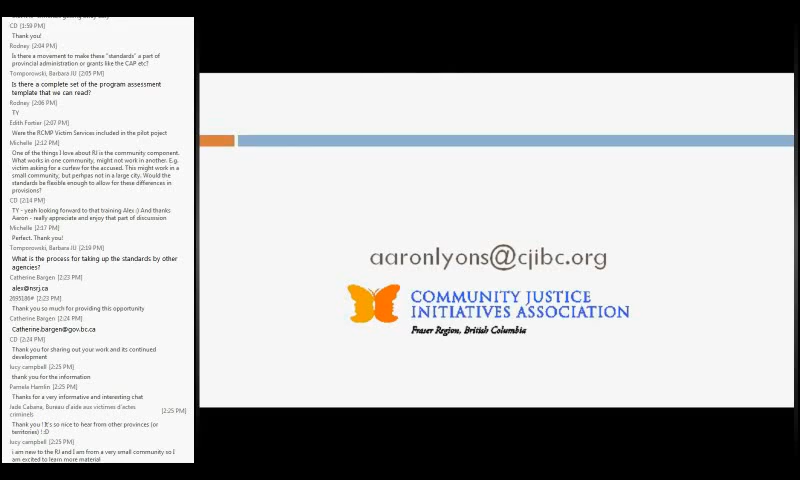 CD [1:59 PM]
Thank you!
Rodney [2:04 PM]
Is there a movement to make these "standards" a part of
provincial administration or grants like the CAP etc?
Tomporowski, Barbara JU [2:05 PM]
Is there a complete set of the program assessment
template that we can read?
Rodney [2:06 PM]
TY
Edith Fortier [2:07 PM]
Were the RCMP Victim Services included in the pilot poject
Michelle [2:12 PM]
One of the things I love about RJ is the community component.
What works in one community, might not work in another. E.g.
victim asking for a curfew for the accused. This might work in a
small community, but perhpas not in a large city. Would the
standards be flexible enough to allow for these differences in
provisions?
CD [2:14 PM]
TY - yeah looking forward to that training Alex :) And thanks
Aaron - really appreciate and enjoy that part of discusssion
Michelle [2:17 PM]
Perfect. Thank you!
Tomporowski, Barbara JU [2:19 PM]
What is the process for taking up the standards by other
agencies?
Catherine Bargen [2:23 PM]
alex@nsrj.ca
2695186# [2:23 PM]
Thank you so much for providing this opportunity
Catherine Bargen [2:24 PM]
Catherine.bargen@gov.bc.ca
CD [2:24 PM]
Thank you for sharing out your work and its continued
development
lucy campbell [2:25 PM]
thank you for the information
Pamela Hamlin [2:25 PM]
Thanks for a very informative and interesting chat
Jade Cabana, Bureau d'aide aux victimes d'actes
criminels [2:25 PM]
Thank you ! It's so nice to hear from other provinces (or
territories) ! :D
lucy campbell [2:25 PM]
i am new to the RJ and I am from a very small community so I
am excited to learn more material
aaronlyons@cjibc.org
COMMUNITY JUSTICE
INITIATIVES ASSOCIATION
Fraser Region, British Columbia